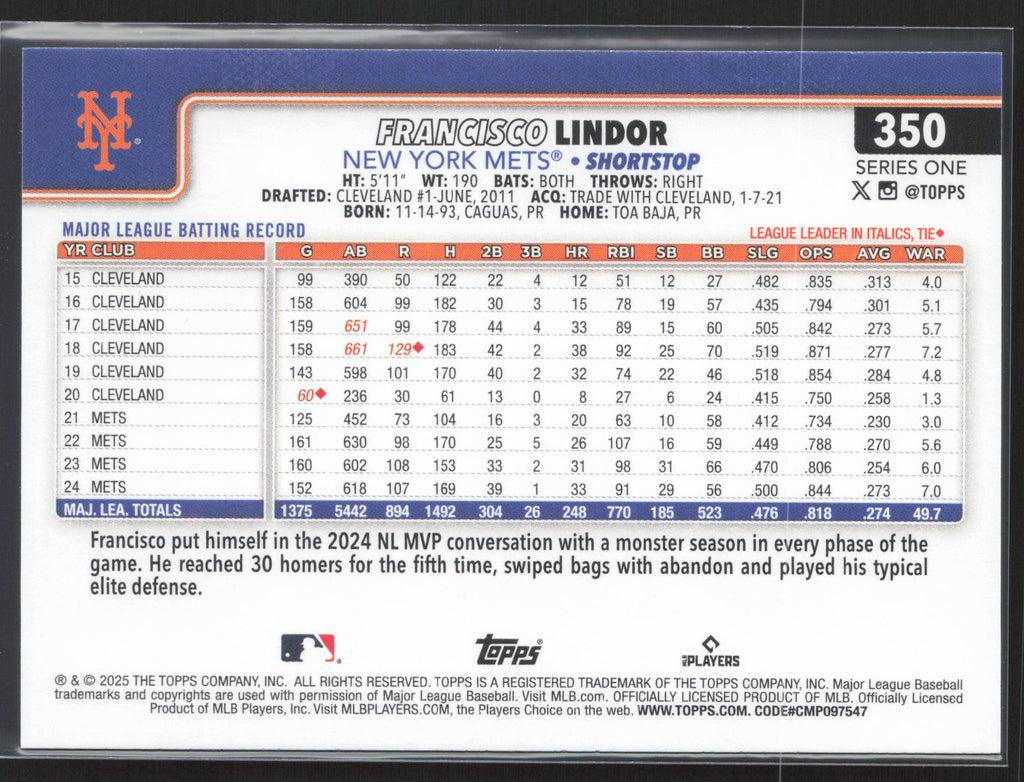 NY
350
FRANCISCO LINDOR
NEW YORK METS® • SHORTSTOP
SERIES ONE
HT: 5'11" WT: 190 BATS: BOTH THROWS: RIGHT
@TOPPS
DRAFTED: CLEVELAND #1-JUNE, 2011 ACQ: TRADE WITH CLEVELAND, 1-7-21
BORN: 11-14-93, CAGUAS, PR HOME: TOA BAJA, PR
MAJOR LEAGUE BATTING RECORD
LEAGUE LEADER IN ITALICS, TIE◆
YR CLUB G AB R H 2B 3B HR RBI SB BB SLG OPS AVG WAR
15 CLEVELAND 99 390 50 122 22 4 12 51 12 27 .482 .835 .313 4.0
16 CLEVELAND 158 604 99 182 30 3 15 78 19 57 .435 .794 .301 5.1
17 CLEVELAND 159 651 99 178 44 4 33 89 15 60 .505 .842 .273 5.7
18 CLEVELAND 158 661 129◆ 183 42 2 38 92 25 70 .519 .871 .277 7.2
19 CLEVELAND 143 598 101 170 40 2 32 74 22 46 .518 .854 .284 4.8
20 CLEVELAND 60◆ 236 30 61 13 0 8 27 6 24 .415 .750 .258 1.3
21 METS 125 452 73 104 16 3 20 63 10 58 .412 .734 .230 3.0
22 METS 161 630 98 170 25 5 26 107 16 59 .449 .788 .270 5.6
23 METS 160 602 108 153 33 2 31 98 31 66 .470 .806 .254 6.0
24 METS 152 618 107 169 39 1 33 91 29 56 .500 .844 .273 7.0
MAJ. LEA. TOTALS 1375 5442 894 1492 304 26 248 770 185 523 .476 .818 .274 49.7
Francisco put himself in the 2024 NL MVP conversation with a monster season in every phase of the
game. He reached 30 homers for the fifth time, swiped bags with abandon and played his typical
elite defense.
Topps®
MLB PLAYERS
® & © 2025 THE TOPPS COMPANY, INC. ALL RIGHTS RESERVED. TOPPS IS A REGISTERED TRADEMARK OF THE TOPPS COMPANY, INC. Major League Baseball
trademarks and copyrights are used with permission of Major League Baseball. Visit MLB.com. OFFICIALLY LICENSED PRODUCT OF MLB. Officially Licensed
Product of MLB Players, Inc. Visit MLBPLAYERS.COM, the Players Choice on the web. WWW.TOPPS.COM. CODE#CMP097547